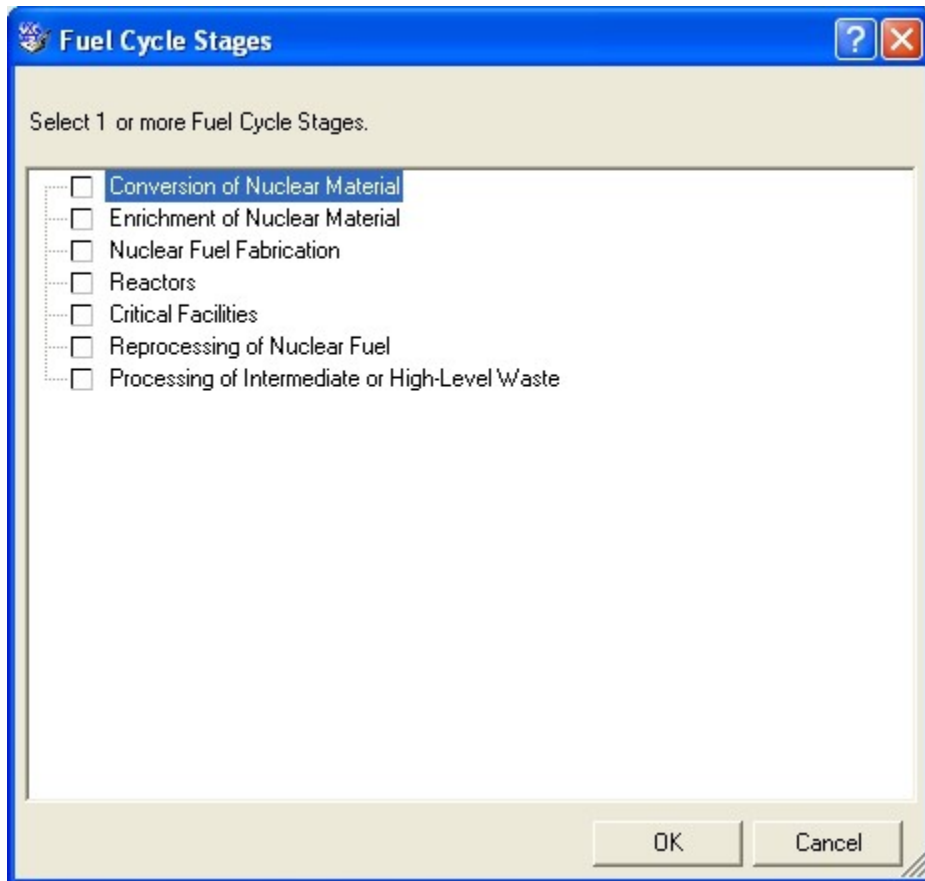 Fuel Cycle Stages
Select 1 or more Fuel Cycle Stages.
Conversion of Nuclear Material
Enrichment of Nuclear Material
Nuclear Fuel Fabrication
Reactors
Critical Facilities
Reprocessing of Nuclear Fuel
Processing of Intermediate or High-Level Waste
OK Cancel